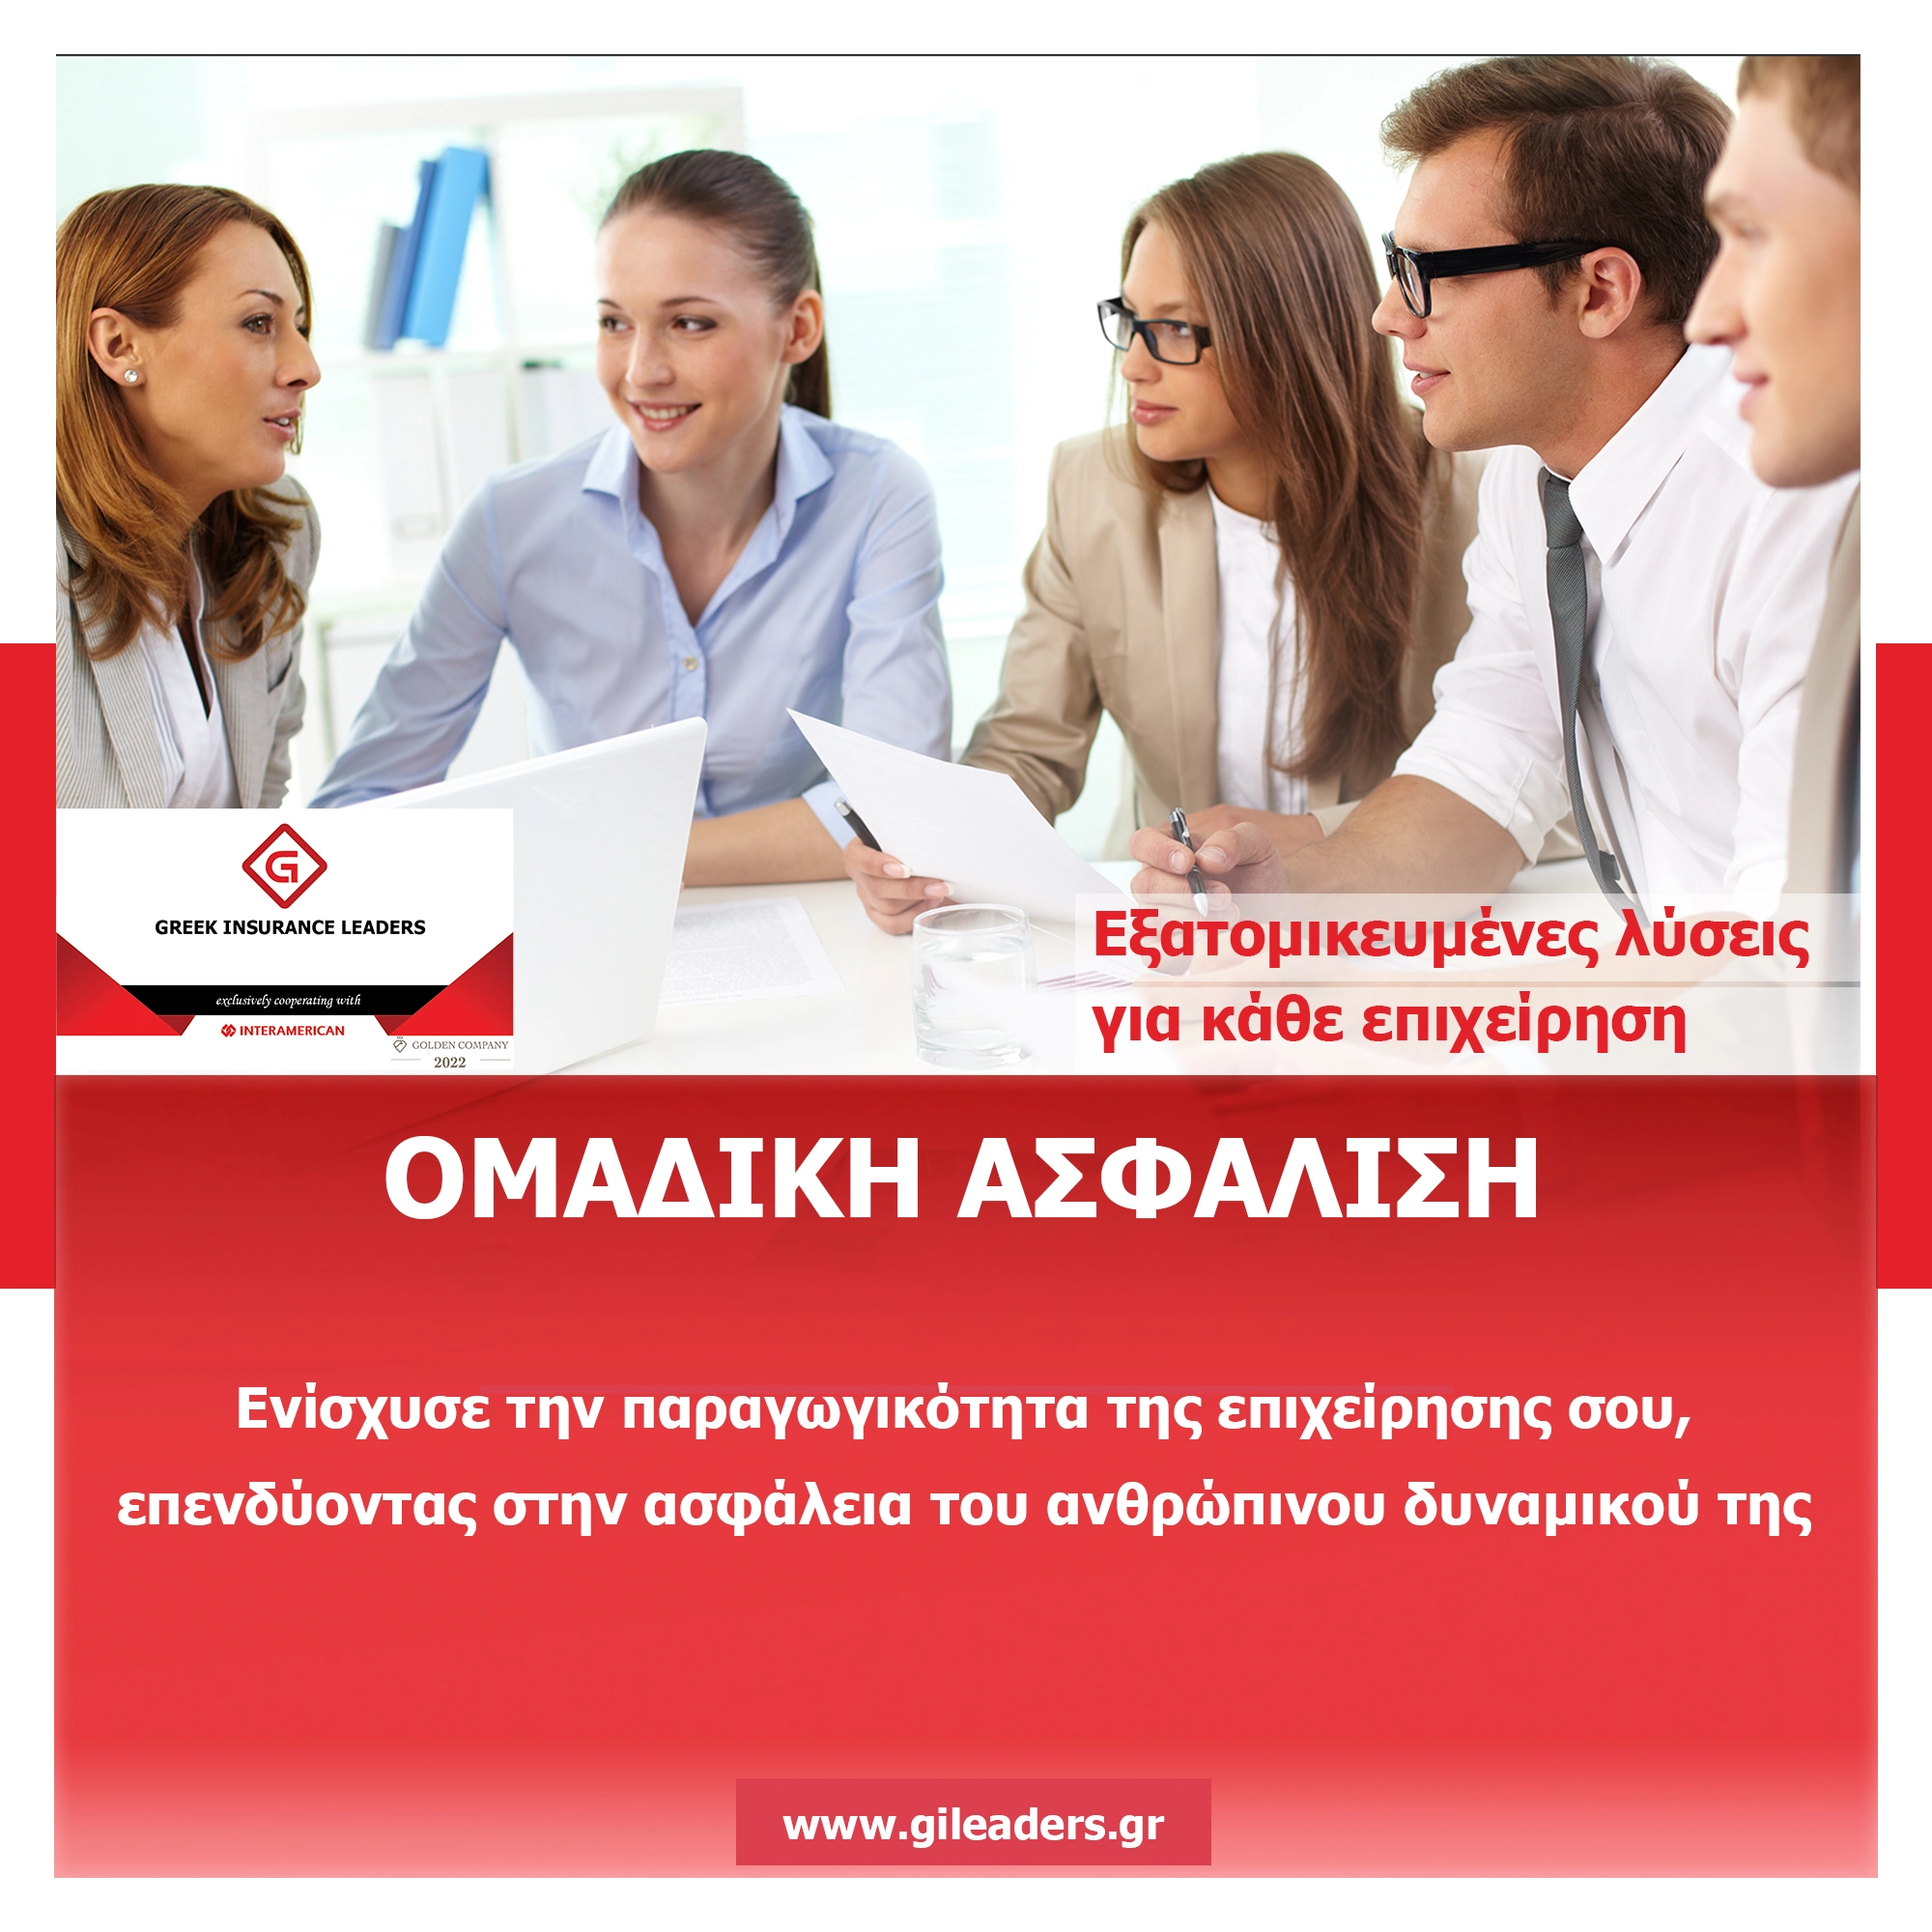 G
GREEK INSURANCE LEADERS
exclusively cooperating with
INTERAMERICAN
GOLDEN COMPANY
2022
Εξατομικευμένες λύσεις
για κάθε επιχείρηση
ΟΜΑΔΙΚΗ ΑΣΦΑΛΙΣΗ
Ενίσχυσε την παραγωγικότητα της επιχείρησης σου,
επενδύοντας στην ασφάλεια του ανθρώπινου δυναμικού της
www.gileaders.gr